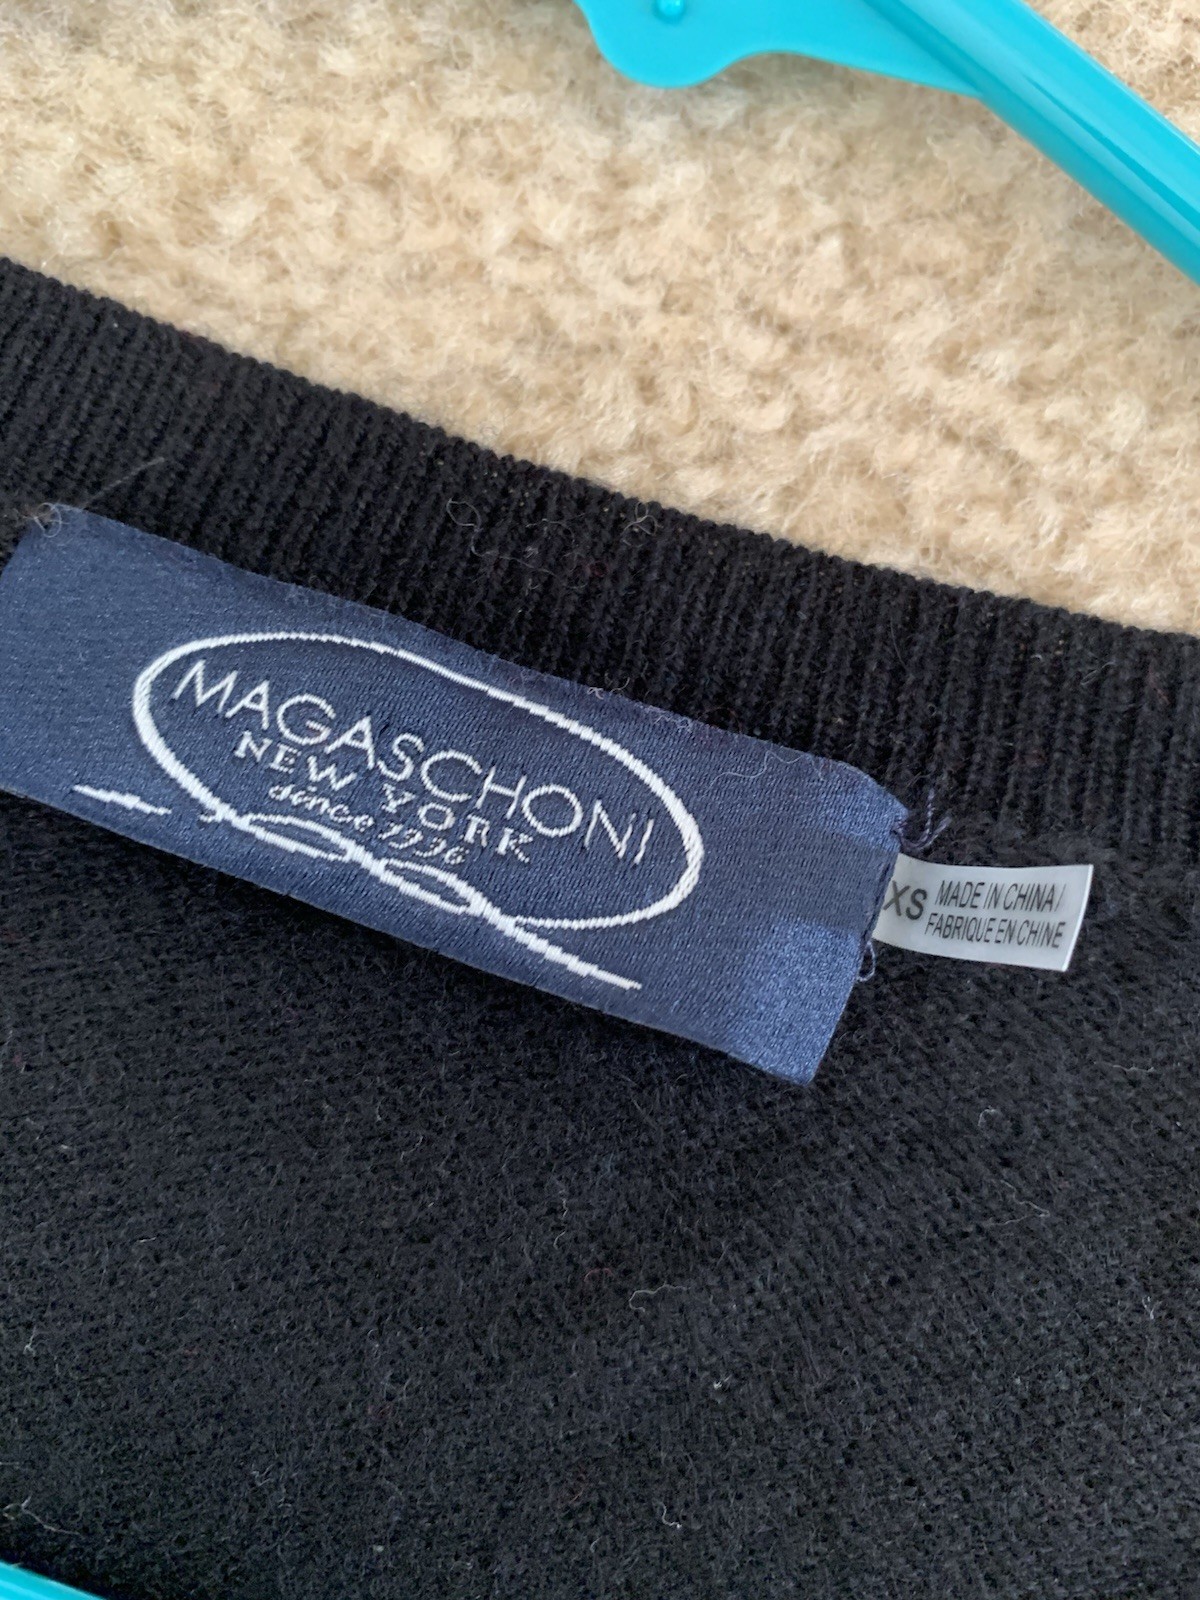 MAGASCHONI
NEW YORK
since 1996
XS
MADE IN CHINA/
FABRIQUE EN CHINE